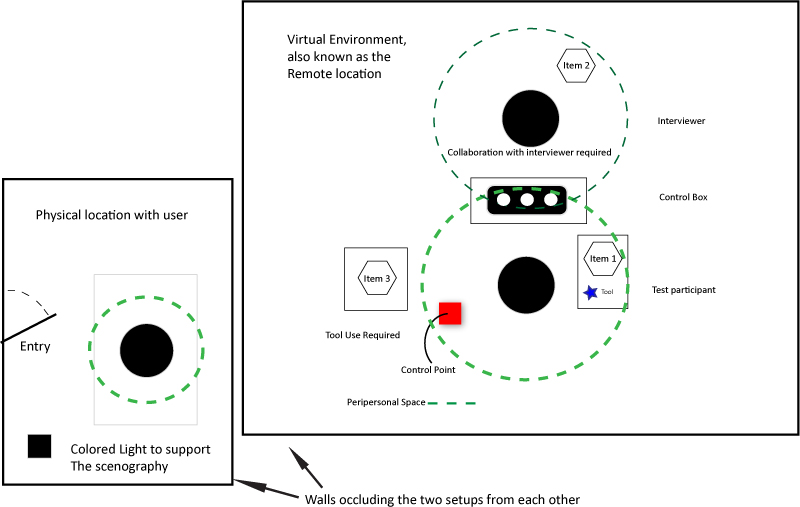 Virtual Environment,
also known as the
Remote location
Item 2
Interviewer
Collaboration with interviewer required
Control Box
Item 1
Tool
Test participant
Item 3
Tool Use Required
Control Point
Peripersonal Space
Physical location with user
Entry
Colored Light to support
The scenography
Walls occluding the two setups from each other